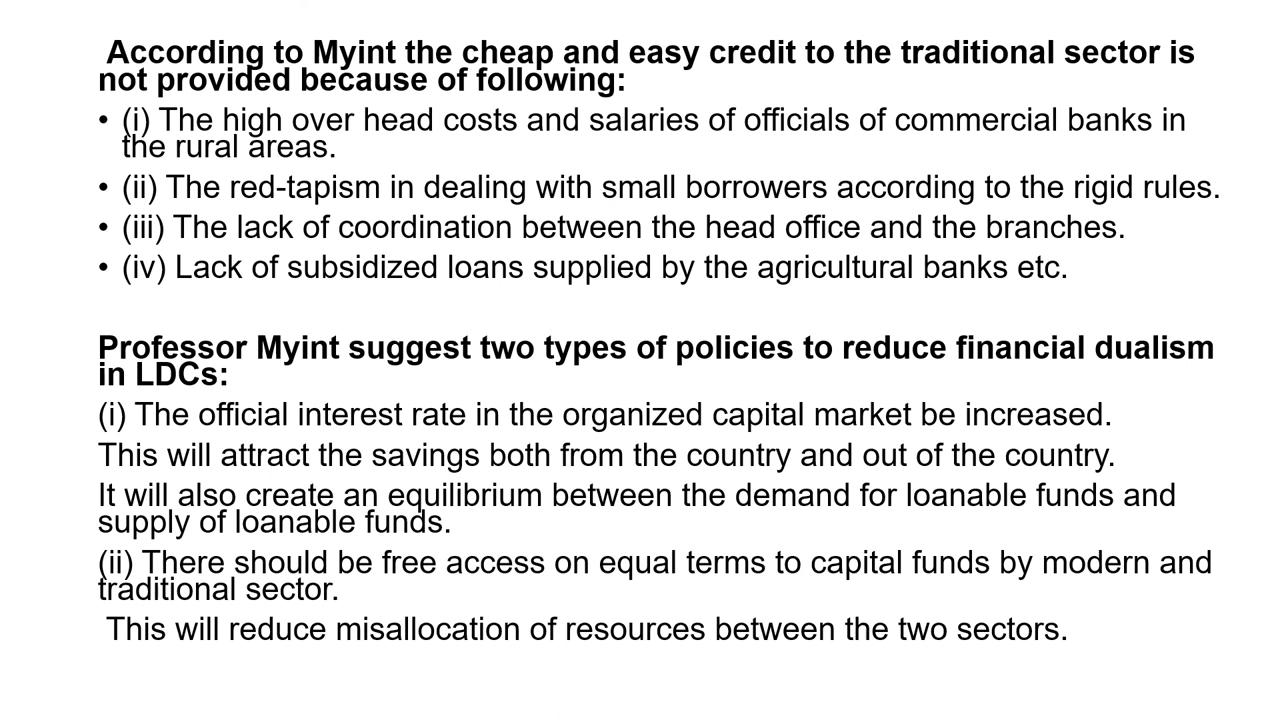 According to Myint the cheap and easy credit to the traditional sector is
not provided because of following:
• (i) The high over head costs and salaries of officials of commercial banks in
the rural areas.
• (ii) The red-tapism in dealing with small borrowers according to the rigid rules.
• (iii) The lack of coordination between the head office and the branches.
• (iv) Lack of subsidized loans supplied by the agricultural banks etc.
Professor Myint suggest two types of policies to reduce financial dualism
in LDCs:
(i) The official interest rate in the organized capital market be increased.
This will attract the savings both from the country and out of the country.
It will also create an equilibrium between the demand for loanable funds and
supply of loanable funds.
(ii) There should be free access on equal terms to capital funds by modern and
traditional sector.
This will reduce misallocation of resources between the two sectors.